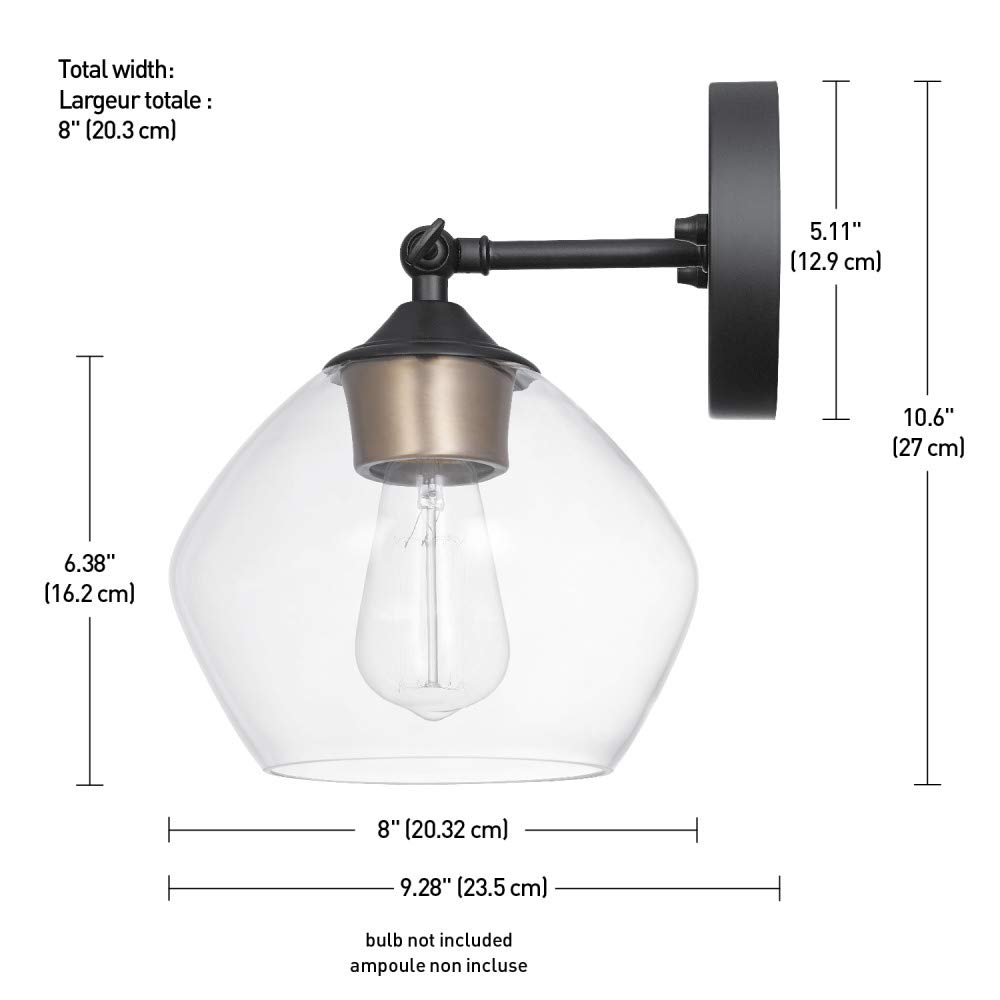 Total width:
Largeur totale :
8" (20.3 cm)
5.11"
(12.9 cm)
10.6"
(27 cm)
6.38"
(16.2 cm)
8" (20.32 cm)
9.28" (23.5 cm)
bulb not included
ampoule non incluse